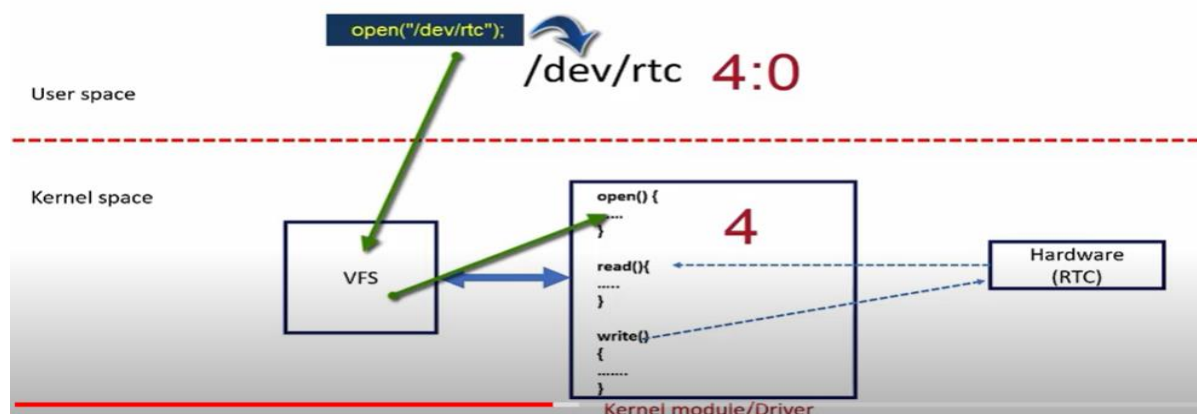 open("/dev/rtc");
/dev/rtc 4:0
User space
Kernel space
open() {
.....
}
4
read(){
.....
}
write()
{
.......
}
VFS
Hardware
(RTC)
Kernel module/Driver